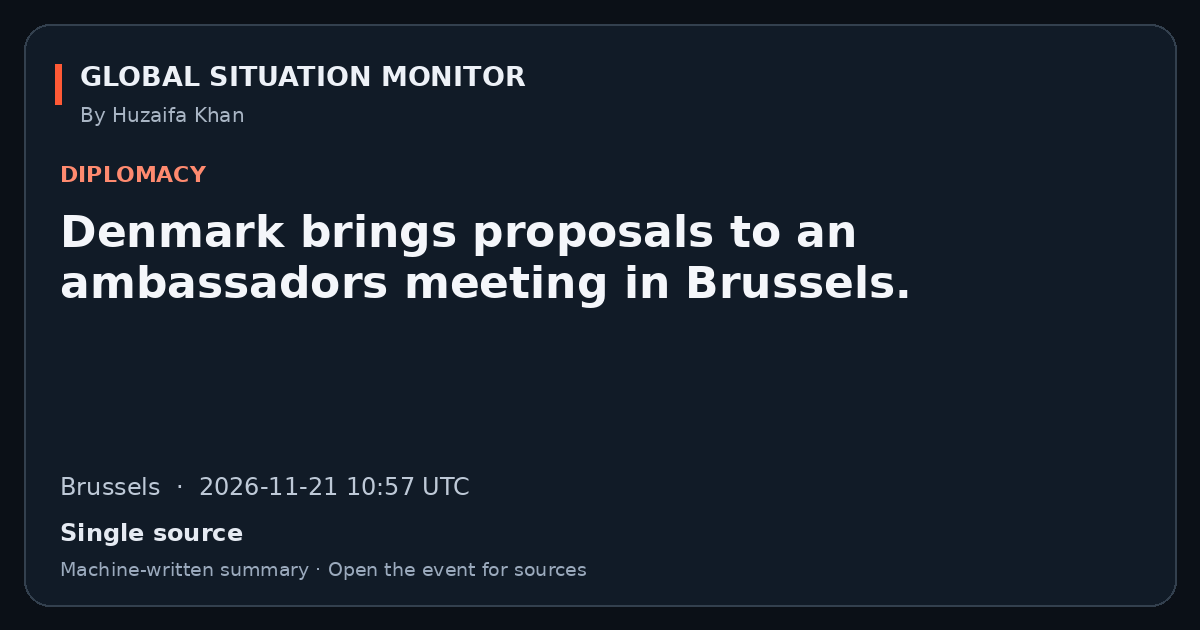 GLOBAL SITUATION MONITOR
By Huzaifa Khan
DIPLOMACY
Denmark brings proposals to an
ambassadors meeting in Brussels.
Brussels · 2026-11-21 10:57 UTC
Single source
Machine-written summary · Open the event for sources